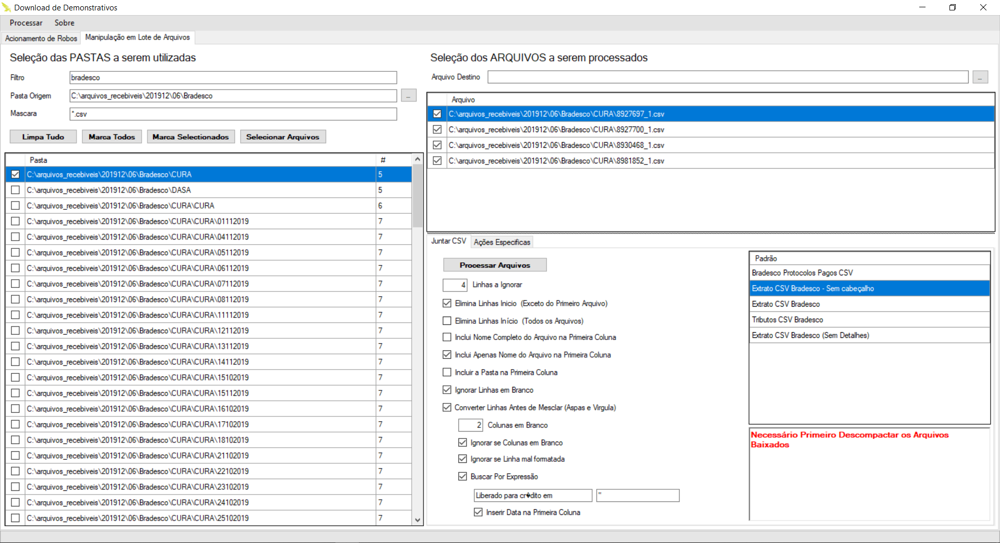 Download de Demonstrativos
Processar Sobre
Acionamento de Robos Manipulação em Lote de Arquivos
Seleção das PASTAS a serem utilizadas
Filtro bradesco
Pasta Origem C:\arquivos_recebiveis\201912\06\Bradesco ...
Mascara *.csv
Limpa Tudo Marca Todos Marca Selectionados Selecionar Arquivos
Pasta #
C:\arquivos_recebiveis\201912\06\Bradesco\CURA 5
C:\arquivos_recebiveis\201912\06\Bradesco\DASA 5
C:\arquivos_recebiveis\201912\06\Bradesco\CURA\CURA 6
C:\arquivos_recebiveis\201912\06\Bradesco\CURA\CURA\01112019 7
C:\arquivos_recebiveis\201912\06\Bradesco\CURA\CURA\04112019 7
C:\arquivos_recebiveis\201912\06\Bradesco\CURA\CURA\05112019 7
C:\arquivos_recebiveis\201912\06\Bradesco\CURA\CURA\06112019 7
C:\arquivos_recebiveis\201912\06\Bradesco\CURA\CURA\07112019 7
C:\arquivos_recebiveis\201912\06\Bradesco\CURA\CURA\08112019 7
C:\arquivos_recebiveis\201912\06\Bradesco\CURA\CURA\11112019 7
C:\arquivos_recebiveis\201912\06\Bradesco\CURA\CURA\12112019 7
C:\arquivos_recebiveis\201912\06\Bradesco\CURA\CURA\13112019 7
C:\arquivos_recebiveis\201912\06\Bradesco\CURA\CURA\14112019 7
C:\arquivos_recebiveis\201912\06\Bradesco\CURA\CURA\15102019 7
C:\arquivos_recebiveis\201912\06\Bradesco\CURA\CURA\15112019 7
C:\arquivos_recebiveis\201912\06\Bradesco\CURA\CURA\16102019 7
C:\arquivos_recebiveis\201912\06\Bradesco\CURA\CURA\17102019 7
C:\arquivos_recebiveis\201912\06\Bradesco\CURA\CURA\18102019 7
C:\arquivos_recebiveis\201912\06\Bradesco\CURA\CURA\21102019 7
C:\arquivos_recebiveis\201912\06\Bradesco\CURA\CURA\22102019 7
C:\arquivos_recebiveis\201912\06\Bradesco\CURA\CURA\23102019 7
C:\arquivos_recebiveis\201912\06\Bradesco\CURA\CURA\24102019 7
C:\arquivos_recebiveis\201912\06\Bradesco\CURA\CURA\25102019 7
Seleção dos ARQUIVOS a serem processados
Arquivo Destino ...
Arquivo
C:\arquivos_recebiveis\201912\06\Bradesco\CURA\8927697_1.csv
C:\arquivos_recebiveis\201912\06\Bradesco\CURA\8927700_1.csv
C:\arquivos_recebiveis\201912\06\Bradesco\CURA\8930468_1.csv
C:\arquivos_recebiveis\201912\06\Bradesco\CURA\8981852_1.csv
Juntar CSV Ações Especificas
Processar Arquivos
4 Linhas a Ignorar
Elimina Linhas Inicio (Exceto do Primeiro Arquivo)
Elimina Linhas Início (Todos os Arquivos)
Inclui Nome Completo do Arquivo na Primeira Coluna
Inclui Apenas Nome do Arquivo na Primeira Coluna
Incluir a Pasta na Primeira Coluna
Ignorar Linhas em Branco
Converter Linhas Antes de Mesclar (Aspas e Virgula)
2 Colunas em Branco
Ignorar se Colunas em Branco
Ignorar se Linha mal formatada
Buscar Por Expressão
Liberado para cr�dito em "
Inserir Data na Primeira Coluna
Padrão
Bradesco Protocolos Pagos CSV
Extrato CSV Bradesco - Sem cabeçalho
Extrato CSV Bradesco
Tributos CSV Bradesco
Extrato CSV Bradesco (Sem Detalhes)
Necessário Primeiro Descompactar os Arquivos
Baixados